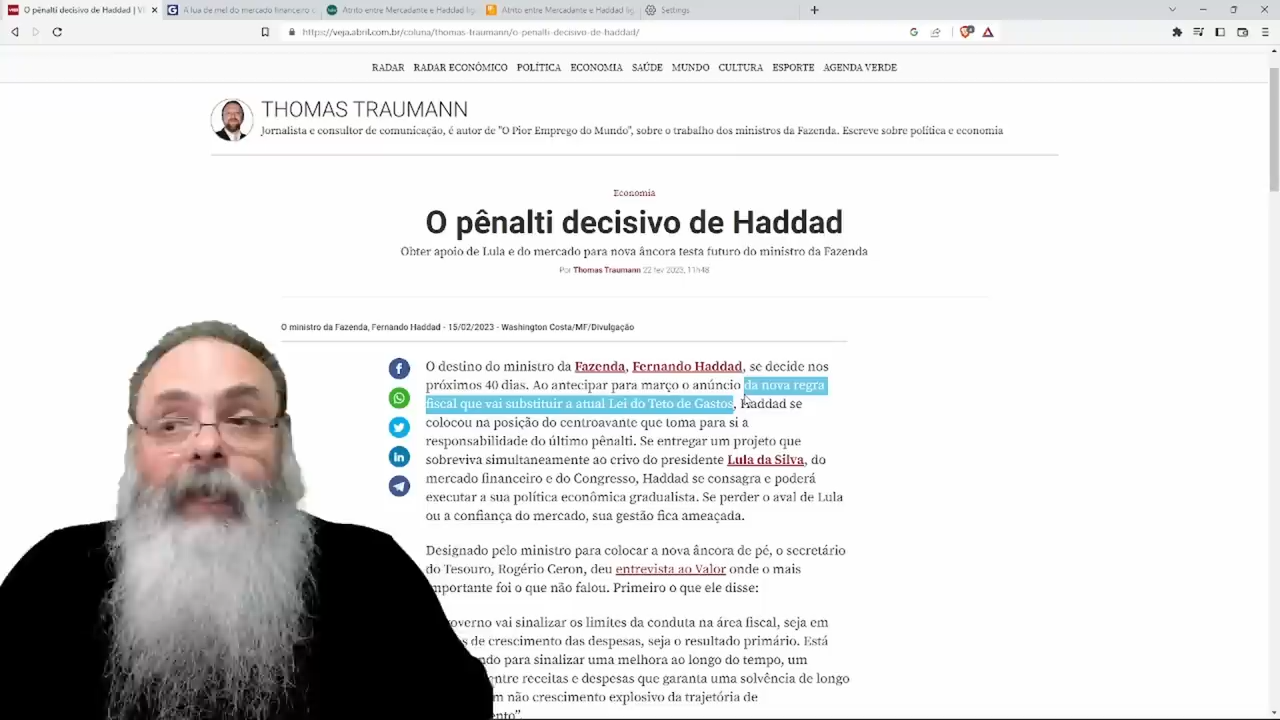 O pênalti decisivo de Haddad | VE
A lua de mel do mercado financeiro c
Atrito entre Mercadante e Haddad lig
Atrito entre Mercadante e Haddad lig
Settings
https://veja.abril.com.br/coluna/thomas-traumann/o-penalti-decisivo-de-haddad/
RADAR RADAR ECONÔMICO POLÍTICA ECONOMIA SAÚDE MUNDO CULTURA ESPORTE AGENDA VERDE
THOMAS TRAUMANN
Jornalista e consultor de comunicação, é autor de "O Pior Emprego do Mundo", sobre o trabalho dos ministros da Fazenda. Escreve sobre política e economia
Economia
O pênalti decisivo de Haddad
Obter apoio de Lula e do mercado para nova âncora testa futuro do ministro da Fazenda
Por Thomas Traumann 22 fev 2023, 11h48
O ministro da Fazenda, Fernando Haddad - 15/02/2023 - Washington Costa/MF/Divulgação
O destino do ministro da Fazenda, Fernando Haddad, se decide nos
próximos 40 dias. Ao antecipar para março o anúncio da nova regra
fiscal que vai substituir a atual Lei do Teto de Gastos, Haddad se
colocou na posição do centroavante que toma para si a
responsabilidade do último pênalti. Se entregar um projeto que
sobreviva simultaneamente ao crivo do presidente Lula da Silva, do
mercado financeiro e do Congresso, Haddad se consagra e poderá
executar a sua política econômica gradualista. Se perder o aval de Lula
ou a confiança do mercado, sua gestão fica ameaçada.
Designado pelo ministro para colocar a nova âncora de pé, o secretário
do Tesouro, Rogério Ceron, deu entrevista ao Valor onde o mais
mportante foi o que não falou. Primeiro o que ele disse:
overno vai sinalizar os limites da conduta na área fiscal, seja em
s de crescimento das despesas, seja o resultado primário. Está
ndo para sinalizar uma melhora ao longo do tempo, um
entre receitas e despesas que garanta uma solvência de longo
m não crescimento explosivo da trajetória de
ento”.